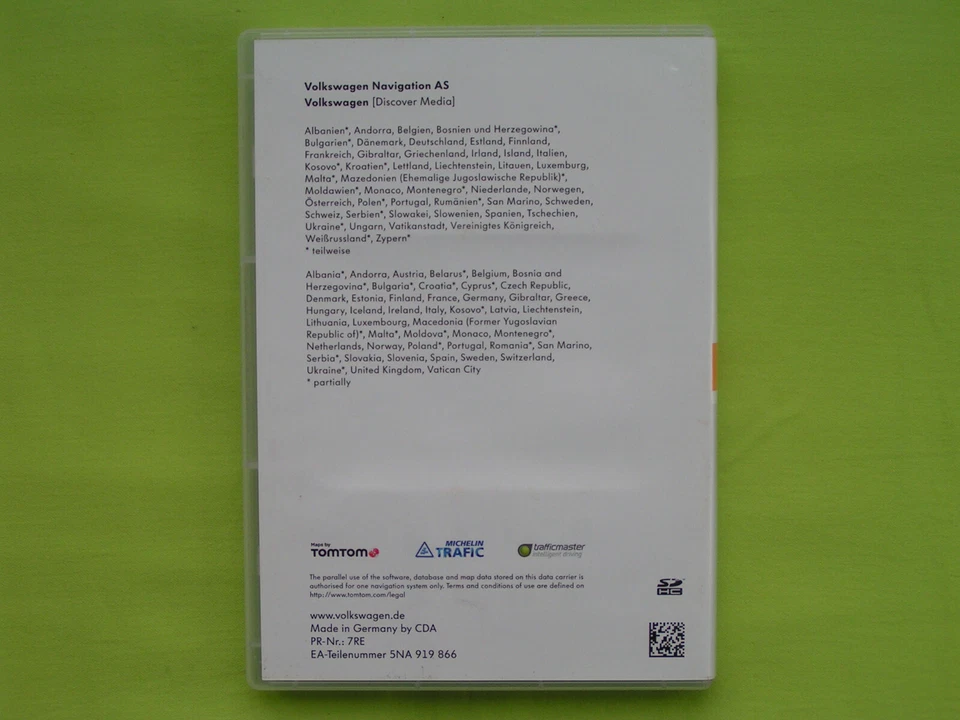 Volkswagen Navigation AS
Volkswagen [Discover Media]
Albanien*, Andorra, Belgien, Bosnien und Herzegowina*,
Bulgarien*, Dänemark, Deutschland, Estland, Finnland,
Frankreich, Gibraltar, Griechenland, Irland, Island, Italien,
Kosovo*, Kroatien*, Lettland, Liechtenstein, Litauen, Luxemburg,
Malta*, Mazedonien (Ehemalige Jugoslawische Republik)*,
Moldawien*, Monaco, Montenegro*, Niederlande, Norwegen,
Österreich, Polen*, Portugal, Rumänien*, San Marino, Schweden,
Schweiz, Serbien*, Slowakei, Slowenien, Spanien, Tschechien,
Ukraine*, Ungarn, Vatikanstadt, Vereinigtes Königreich,
Weißrussland*, Zypern*
* teilweise
Albania*, Andorra, Austria, Belarus*, Belgium, Bosnia and
Herzegovina*, Bulgaria*, Croatia*, Cyprus*, Czech Republic,
Denmark, Estonia, Finland, France, Germany, Gibraltar, Greece,
Hungary, Iceland, Ireland, Italy, Kosovo*, Latvia, Liechtenstein,
Lithuania, Luxembourg, Macedonia (Former Yugoslavian
Republic of)*, Malta*, Moldova*, Monaco, Montenegro*,
Netherlands, Norway, Poland*, Portugal, Romania*, San Marino,
Serbia*, Slovakia, Slovenia, Spain, Sweden, Switzerland,
Ukraine*, United Kingdom, Vatican City
* partially
Maps by
TOMTOM
MICHELIN
TRAFIC
trafficmaster
intelligent driving
The parallel use of the software, database and map data stored on this data carrier is
authorised for one navigation system only. Terms and conditions of use are defined on
http://www.tomtom.com/legal
SD
HC
www.volkswagen.de
Made in Germany by CDA
PR-Nr.: 7RE
EA-Teilenummer 5NA 919 866